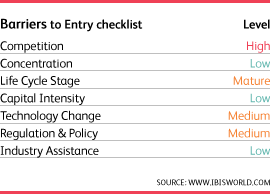 Barriers to Entry checklist Level
Competition High
Concentration Low
Life Cycle Stage Mature
Capital Intensity Low
Technology Change Medium
Regulation & Policy Medium
Industry Assistance Low
SOURCE: WWW.IBISWORLD.COM